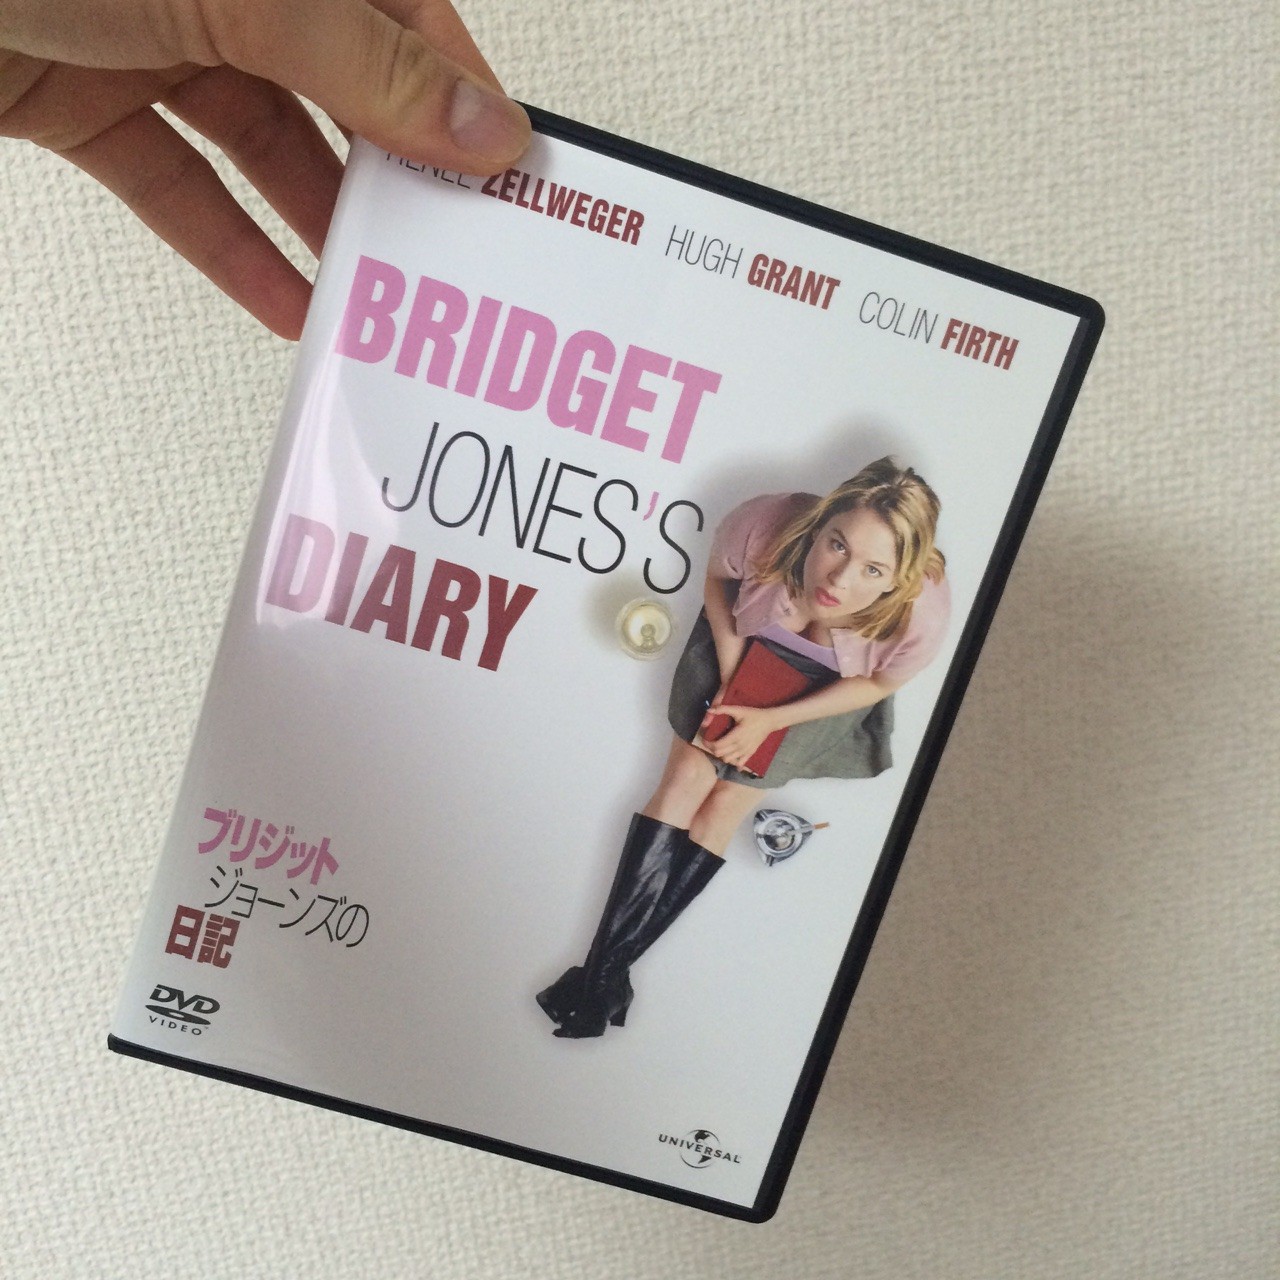 RENÉE ZELLWEGER HUGH GRANT COLIN FIRTH
BRIDGET
JONES'S
DIARY
ブリジット
ジョーンズの
日記
DVD
VIDEO
UNIVERSAL